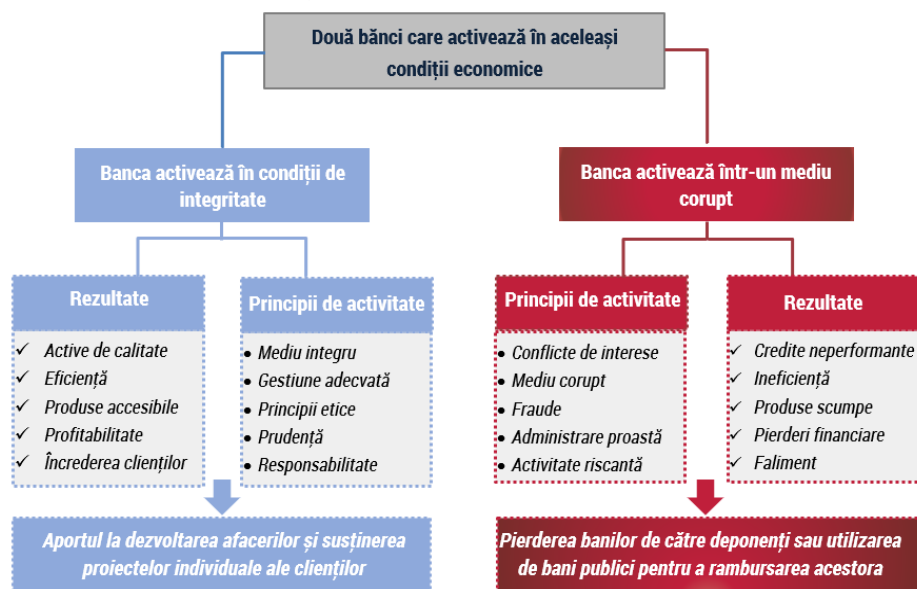 Două bănci care activează în aceleași
condiții economice
Banca activează în condiții de
integritate
Banca activează într-un mediu
corupt
Rezultate
✓ Active de calitate
✓ Eficiență
✓ Produse accesibile
✓ Profitabilitate
✓ Încrederea clienților
Principii de activitate
• Mediu integru
• Gestiune adecvată
• Principii etice
• Prudență
• Responsabilitate
Principii de activitate
• Conflicte de interese
• Mediu corupt
• Fraude
• Administrare proastă
• Activitate riscantă
Rezultate
✓ Credite neperformante
✓ Ineficiență
✓ Produse scumpe
✓ Pierderi financiare
✓ Faliment
Aportul la dezvoltarea afacerilor și susținerea
proiectelor individuale ale clienților
Pierderea banilor de către deponenți sau utilizarea
de bani publici pentru a rambursarea acestora